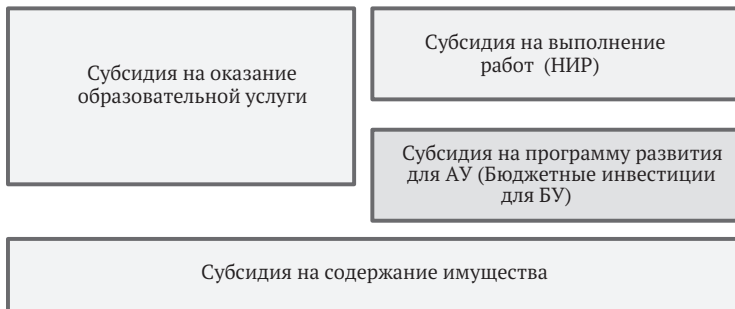 Субсидия на оказание
образовательной услуги
Субсидия на выполнение
работ (НИР)
Субсидия на программу развития
для АУ (Бюджетные инвестиции
для БУ)
Субсидия на содержание имущества